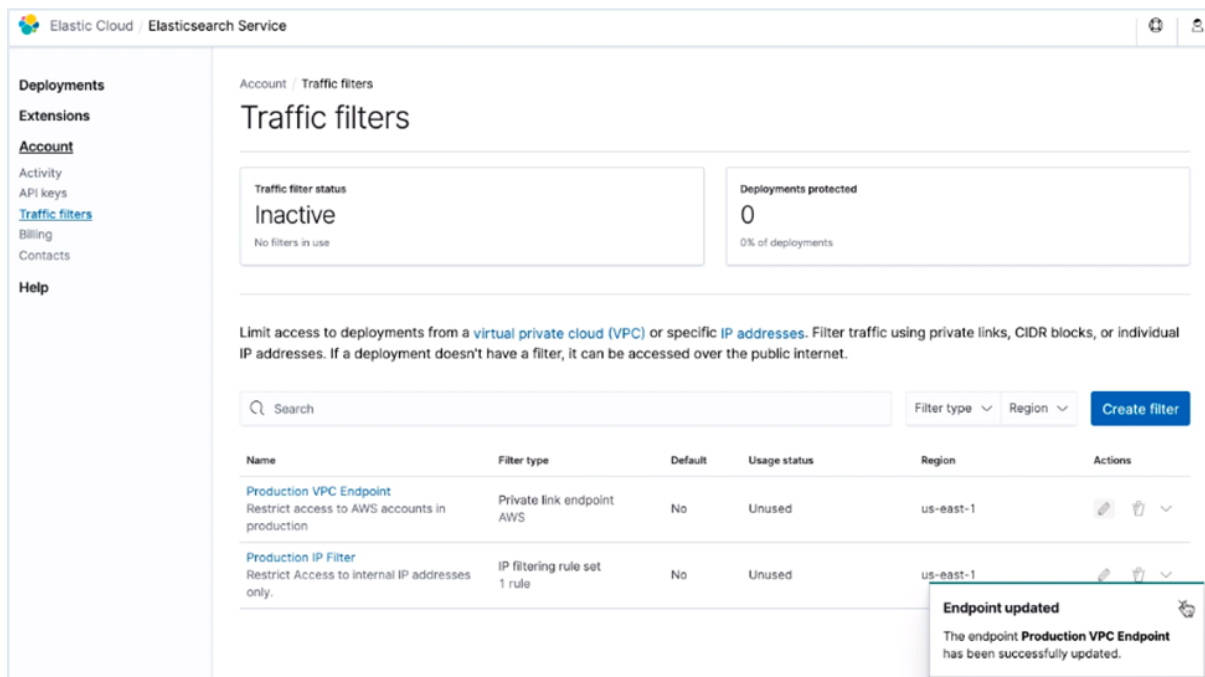 Elastic Cloud / Elasticsearch Service
Deployments
Extensions
Account
Activity
API keys
Traffic filters
Billing
Contacts
Help
Account / Traffic filters
Traffic filters
Traffic filter status
Inactive
No filters in use
Deployments protected
0
0% of deployments
Limit access to deployments from a virtual private cloud (VPC) or specific IP addresses. Filter traffic using private links, CIDR blocks, or individual
IP addresses. If a deployment doesn't have a filter, it can be accessed over the public internet.
Search
Filter type
Region
Create filter
Name Filter type Default Usage status Region Actions
Production VPC Endpoint
Restrict access to AWS accounts in
production
Private link endpoint
AWS
No
Unused
us-east-1
Production IP Filter
Restrict Access to internal IP addresses
only.
IP filtering rule set
1 rule
No
Unused
us-east-1
Endpoint updated
The endpoint Production VPC Endpoint
has been successfully updated.